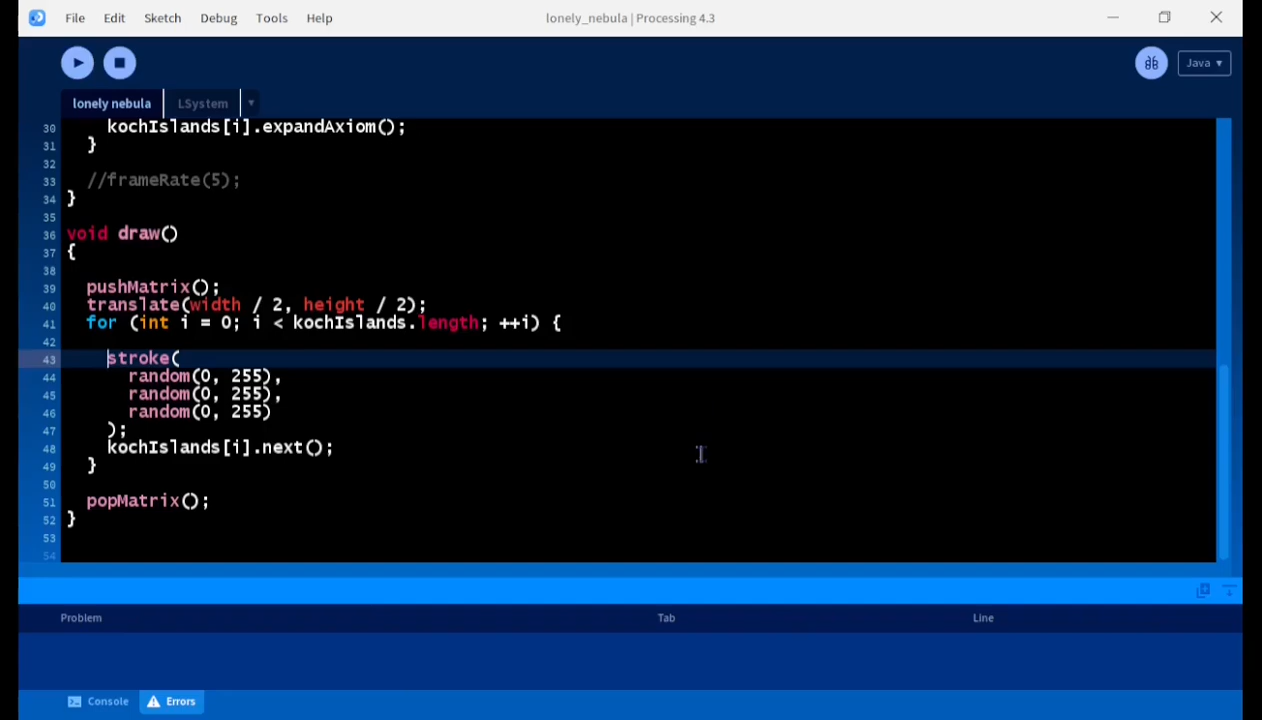 File Edit Sketch Debug Tools Help lonely_nebula | Processing 4.3
Java ▾
lonely nebula LSystem ▾
30 kochIslands[i].expandAxiom();
31 }
32
33 //frameRate(5);
34 }
35
36 void draw()
37 {
38
39 pushMatrix();
40 translate(width / 2, height / 2);
41 for (int i = 0; i < kochIslands.length; ++i) {
42
43 stroke(
44 random(0, 255),
45 random(0, 255),
46 random(0, 255)
47 );
48 kochIslands[i].next();
49 }
50
51 popMatrix();
52 }
53
54
Problem Tab Line
Console Errors